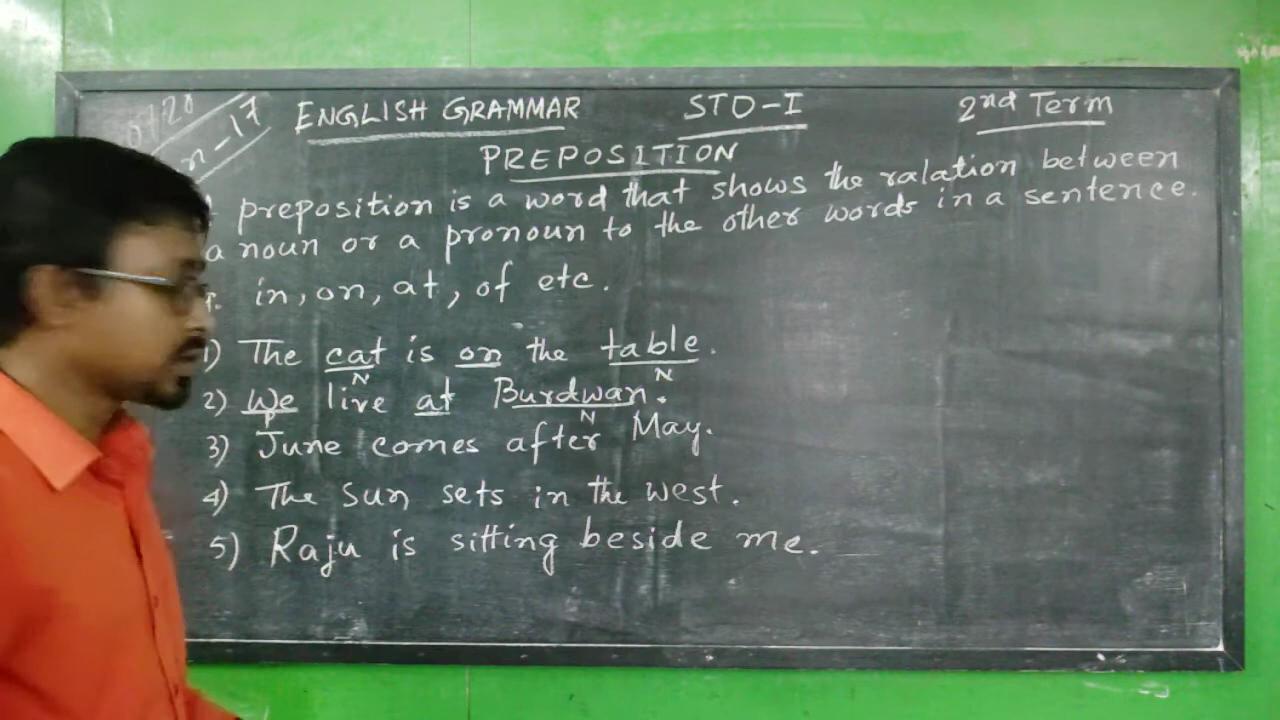 ENGLISH GRAMMAR STD-I 2nd Term
n-17
PREPOSITION
preposition is a word that shows the ralation between
a noun or a pronoun to the other words in a sentence.
in, on, at, of etc.
1) The cat is on the table.
N N
2) We live at Burdwan.
P N
3) June comes after May.
4) The Sun sets in the west.
5) Raju is sitting beside me.